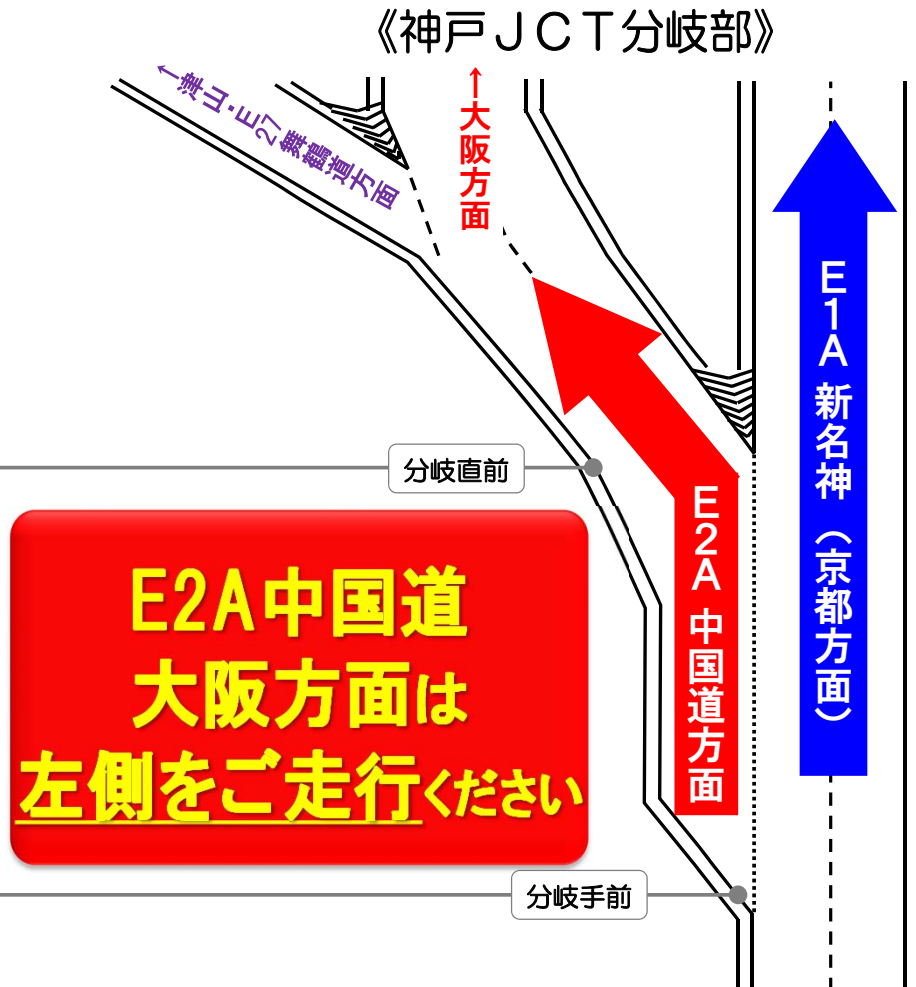 《神戸ＪＣＴ分岐部》
↑津山・E27舞鶴道方面
↑大阪方面
E1A 新名神（京都方面）
分岐直前
E2A 中国道方面
E2A中国道
大阪方面は
左側をご走行ください
分岐手前